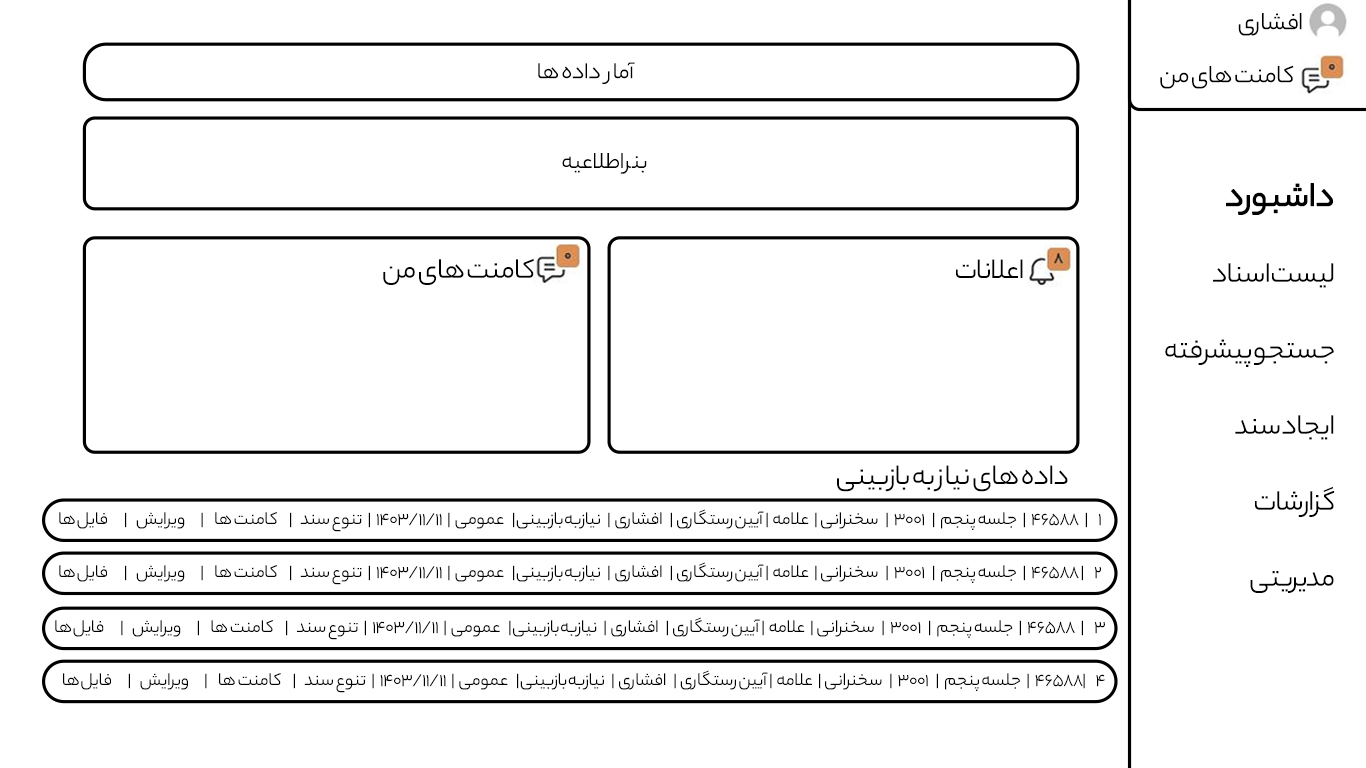 افشاری
۰
کامنت های من
داشبورد
لیست اسناد
جستجو پیشرفته
ایجاد سند
گزارشات
مدیریتی
آمار داده ها
بنر اطلاعیه
۸
اعلانات
۰
کامنت های من
داده های نیاز به بازبینی
۱ | ۴۶۵۸۸ | جلسه پنجم | ۳۰۰۱ | سخنرانی | علامه | آیین رستگاری | افشاری | نیاز به بازبینی | عمومی | ۱۴۰۳/۱۱/۱۱ | تنوع سند | کامنت ها | ویرایش | فایل ها
۲ | ۴۶۵۸۸ | جلسه پنجم | ۳۰۰۱ | سخنرانی | علامه | آیین رستگاری | افشاری | نیاز به بازبینی | عمومی | ۱۴۰۳/۱۱/۱۱ | تنوع سند | کامنت ها | ویرایش | فایل ها
۳ | ۴۶۵۸۸ | جلسه پنجم | ۳۰۰۱ | سخنرانی | علامه | آیین رستگاری | افشاری | نیاز به بازبینی | عمومی | ۱۴۰۳/۱۱/۱۱ | تنوع سند | کامنت ها | ویرایش | فایل ها
۴ | ۴۶۵۸۸ | جلسه پنجم | ۳۰۰۱ | سخنرانی | علامه | آیین رستگاری | افشاری | نیاز به بازبینی | عمومی | ۱۴۰۳/۱۱/۱۱ | تنوع سند | کامنت ها | ویرایش | فایل ها